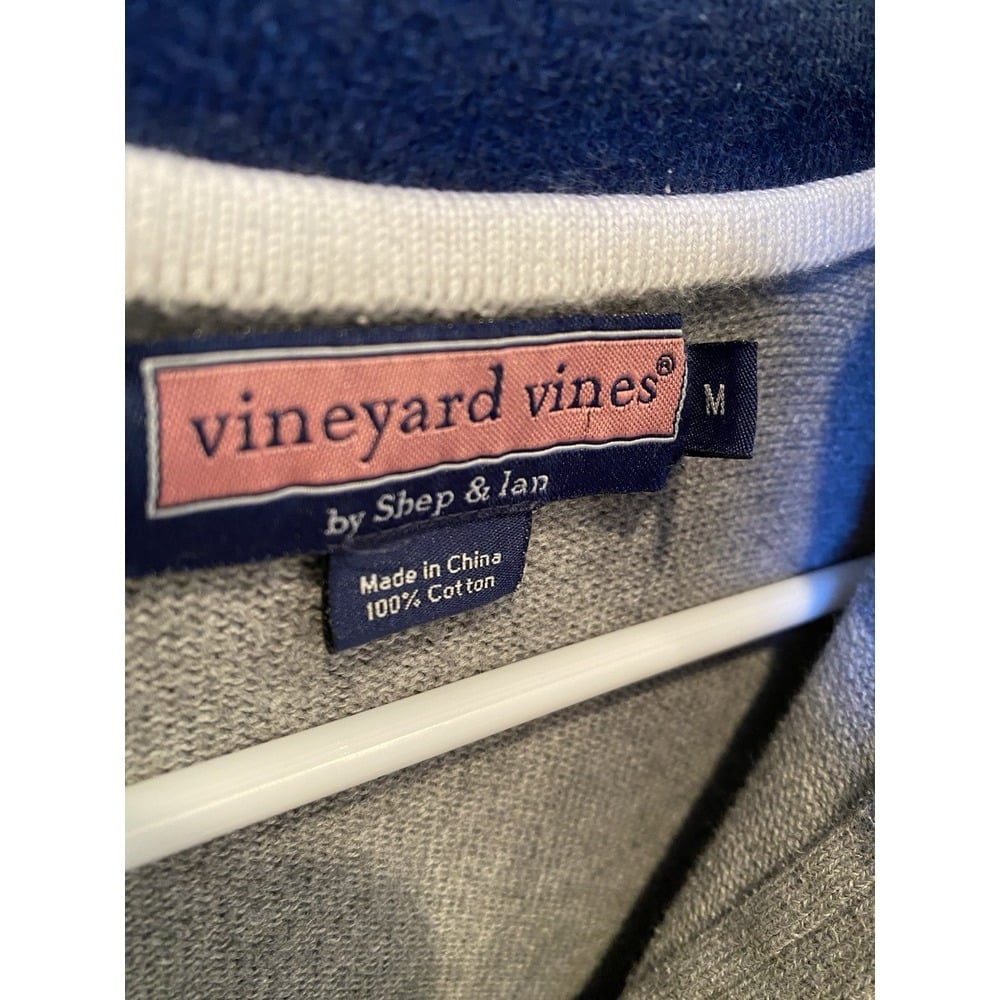 vineyard vines®
M
by Shep & Ian
Made in China
100% Cotton